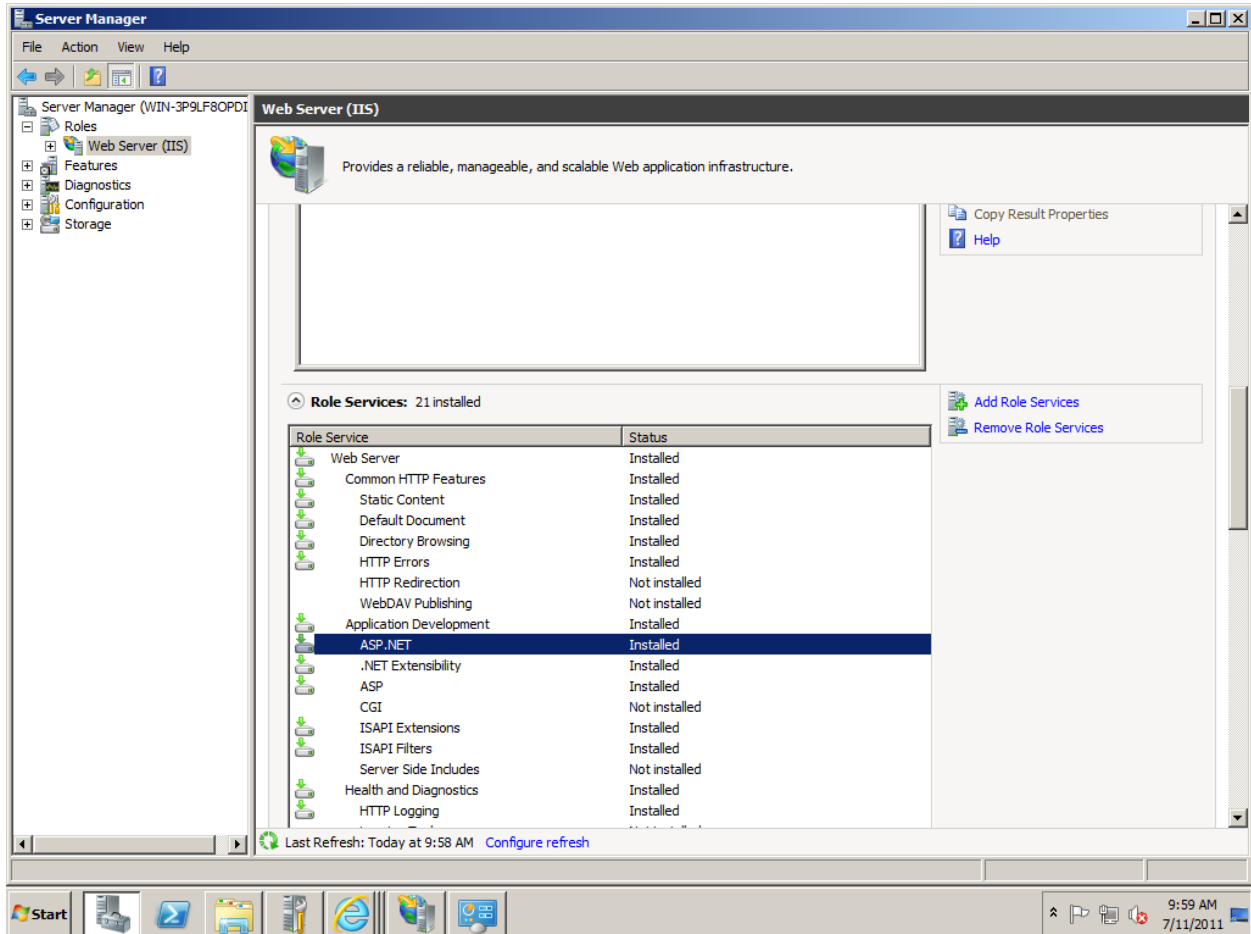 Server Manager
File Action View Help
Server Manager (WIN-3P9LF8OPDI
Roles
Web Server (IIS)
Features
Diagnostics
Configuration
Storage
Web Server (IIS)
Provides a reliable, manageable, and scalable Web application infrastructure.
Copy Result Properties
Help
Role Services: 21 installed
Add Role Services
Remove Role Services
Role Service Status
Web Server Installed
Common HTTP Features Installed
Static Content Installed
Default Document Installed
Directory Browsing Installed
HTTP Errors Installed
HTTP Redirection Not installed
WebDAV Publishing Not installed
Application Development Installed
ASP.NET Installed
.NET Extensibility Installed
ASP Installed
CGI Not installed
ISAPI Extensions Installed
ISAPI Filters Installed
Server Side Includes Not installed
Health and Diagnostics Installed
HTTP Logging Installed
Last Refresh: Today at 9:58 AM Configure refresh
Start
9:59 AM
7/11/2011